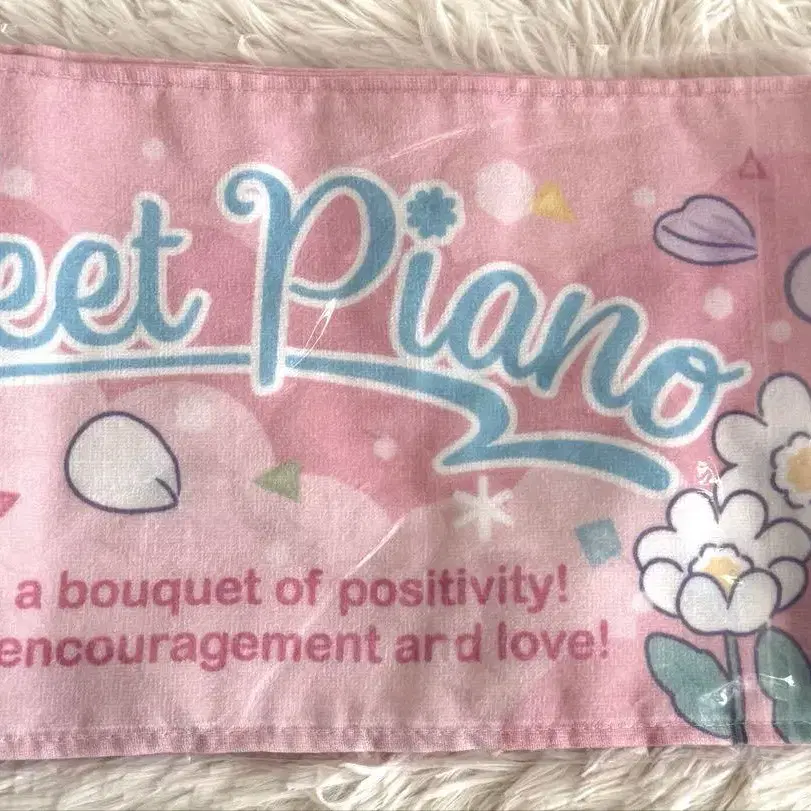 eet Piano
a bouquet of positivity!
encouragement and love!